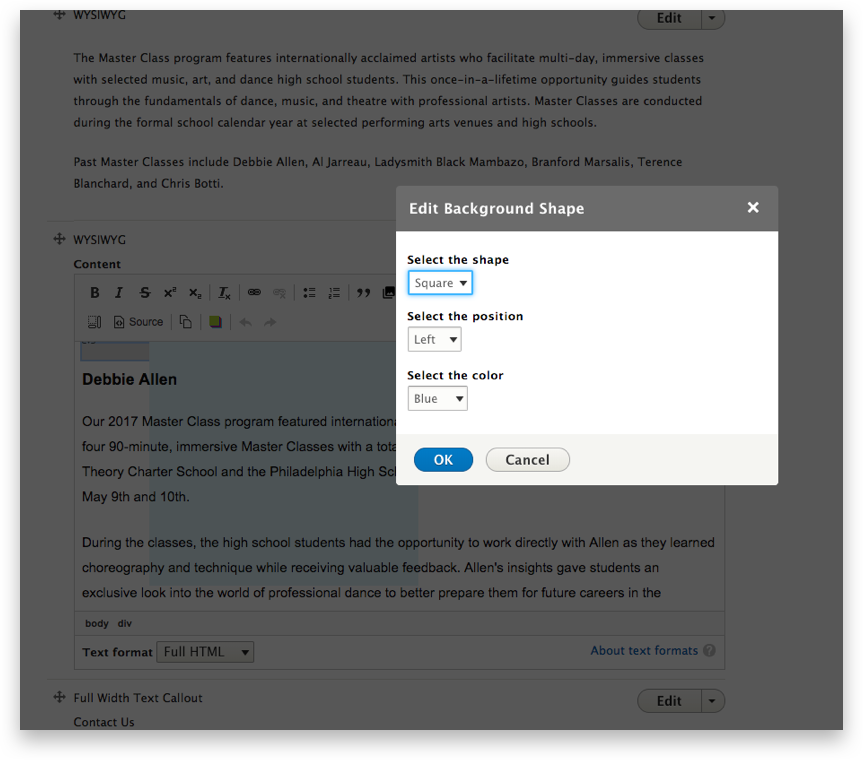 WYSIWYG
Edit
The Master Class program features internationally acclaimed artists who facilitate multi-day, immersive classes
with selected music, art, and dance high school students. This once-in-a-lifetime opportunity guides students
through the fundamentals of dance, music, and theatre with professional artists. Master Classes are conducted
during the formal school calendar year at selected performing arts venues and high schools.
Past Master Classes include Debbie Allen, Al Jarreau, Ladysmith Black Mambazo, Branford Marsalis, Terence
Blanchard, and Chris Botti.
WYSIWYG
Content
Source
Debbie Allen
Our 2017 Master Class program featured internation
four 90-minute, immersive Master Classes with a tota
Theory Charter School and the Philadelphia High Sc
May 9th and 10th.
During the classes, the high school students had the opportunity to work directly with Allen as they learned
choreography and technique while receiving valuable feedback. Allen's insights gave students an
exclusive look into the world of professional dance to better prepare them for future careers in the
body div
Text format Full HTML
About text formats
Full Width Text Callout
Edit
Contact Us
Edit Background Shape
Select the shape
Square
Select the position
Left
Select the color
Blue
OK Cancel